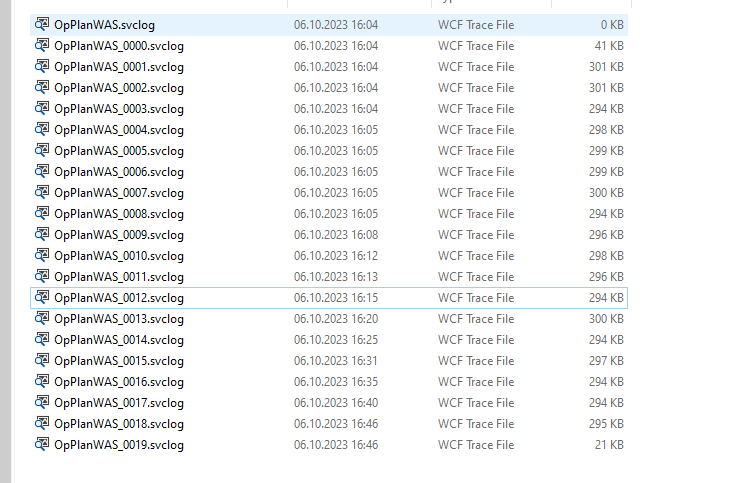 OpPlanWAS.svclog 06.10.2023 16:04 WCF Trace File 0 KB
OpPlanWAS_0000.svclog 06.10.2023 16:04 WCF Trace File 41 KB
OpPlanWAS_0001.svclog 06.10.2023 16:04 WCF Trace File 301 KB
OpPlanWAS_0002.svclog 06.10.2023 16:04 WCF Trace File 301 KB
OpPlanWAS_0003.svclog 06.10.2023 16:04 WCF Trace File 294 KB
OpPlanWAS_0004.svclog 06.10.2023 16:05 WCF Trace File 298 KB
OpPlanWAS_0005.svclog 06.10.2023 16:05 WCF Trace File 299 KB
OpPlanWAS_0006.svclog 06.10.2023 16:05 WCF Trace File 299 KB
OpPlanWAS_0007.svclog 06.10.2023 16:05 WCF Trace File 300 KB
OpPlanWAS_0008.svclog 06.10.2023 16:05 WCF Trace File 294 KB
OpPlanWAS_0009.svclog 06.10.2023 16:08 WCF Trace File 296 KB
OpPlanWAS_0010.svclog 06.10.2023 16:12 WCF Trace File 298 KB
OpPlanWAS_0011.svclog 06.10.2023 16:13 WCF Trace File 296 KB
OpPlanWAS_0012.svclog 06.10.2023 16:15 WCF Trace File 294 KB
OpPlanWAS_0013.svclog 06.10.2023 16:20 WCF Trace File 300 KB
OpPlanWAS_0014.svclog 06.10.2023 16:25 WCF Trace File 294 KB
OpPlanWAS_0015.svclog 06.10.2023 16:31 WCF Trace File 297 KB
OpPlanWAS_0016.svclog 06.10.2023 16:35 WCF Trace File 294 KB
OpPlanWAS_0017.svclog 06.10.2023 16:40 WCF Trace File 294 KB
OpPlanWAS_0018.svclog 06.10.2023 16:46 WCF Trace File 295 KB
OpPlanWAS_0019.svclog 06.10.2023 16:46 WCF Trace File 21 KB